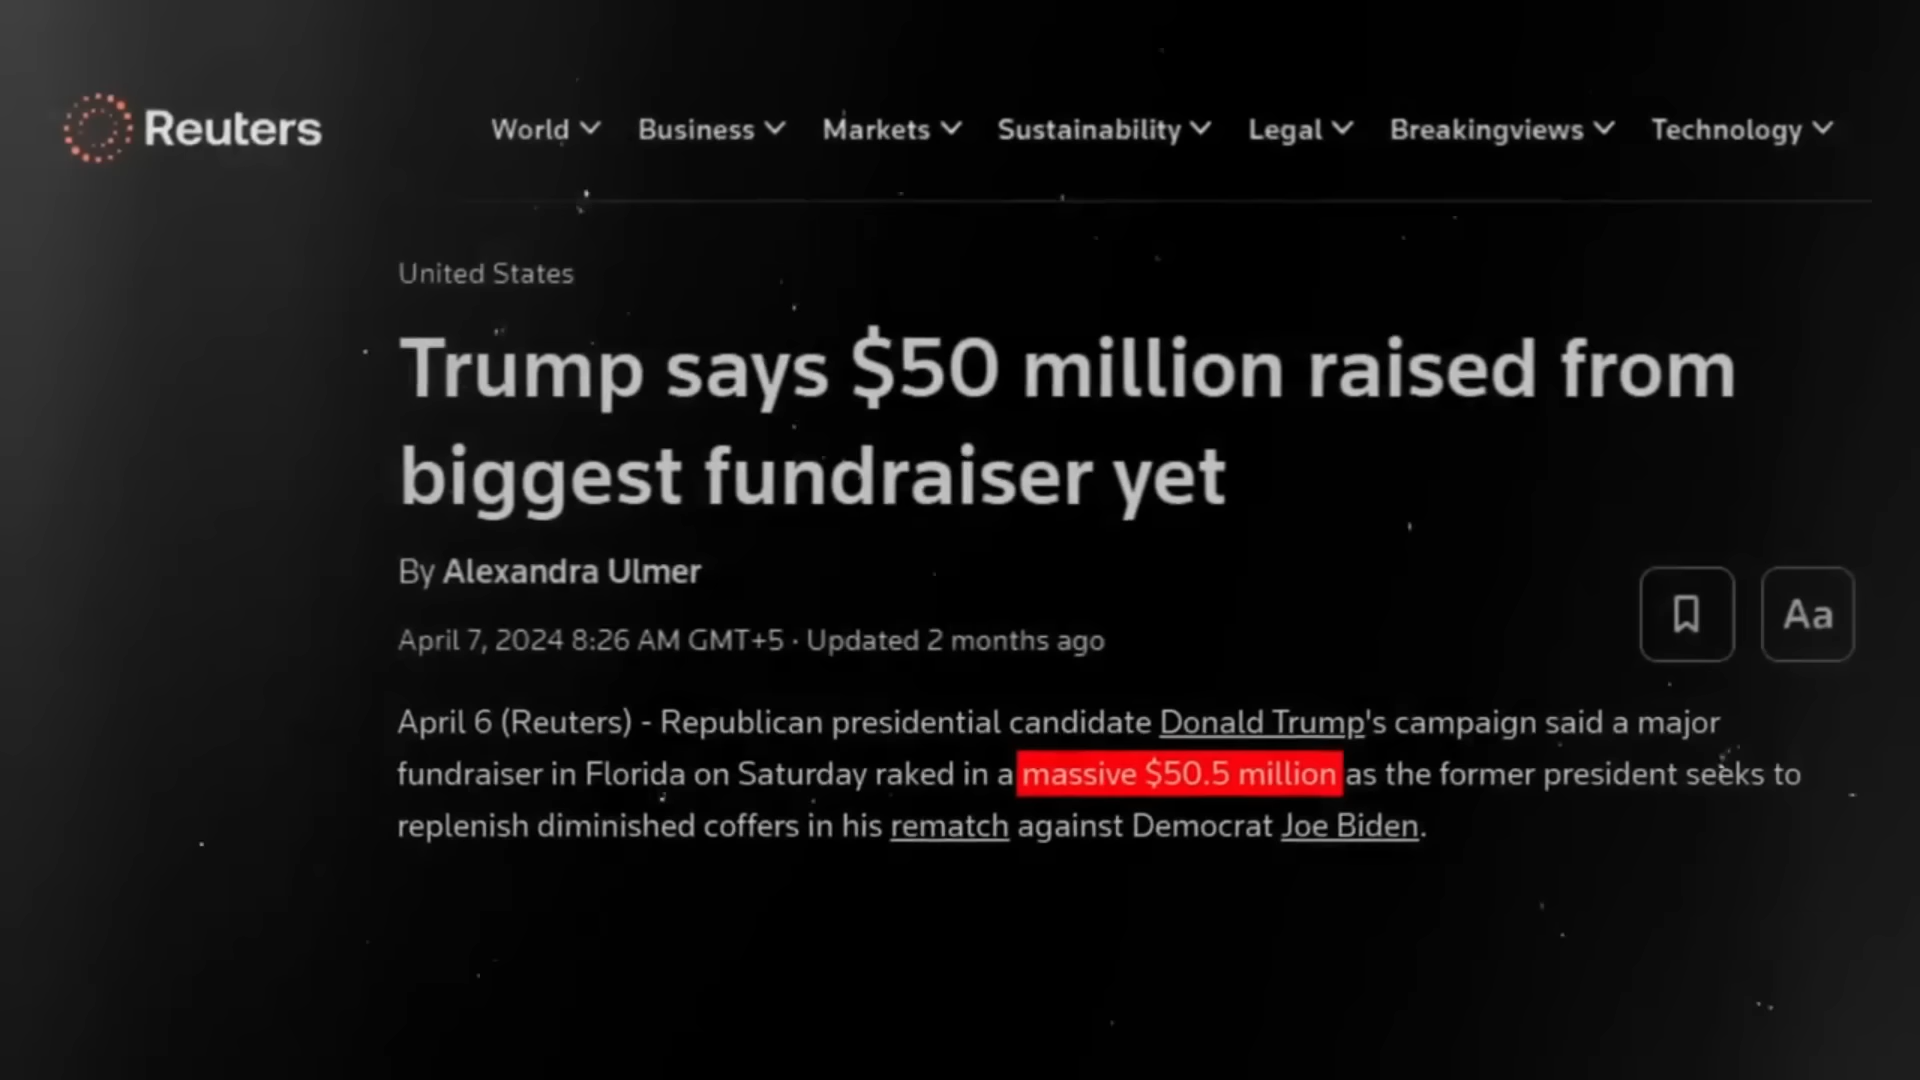 Reuters
World Business Markets Sustainability Legal Breakingviews Technology
United States
Trump says $50 million raised from
biggest fundraiser yet
By Alexandra Ulmer
April 7, 2024 8:26 AM GMT+5 · Updated 2 months ago
Aa
April 6 (Reuters) - Republican presidential candidate Donald Trump's campaign said a major
fundraiser in Florida on Saturday raked in a massive $50.5 million as the former president seeks to
replenish diminished coffers in his rematch against Democrat Joe Biden.